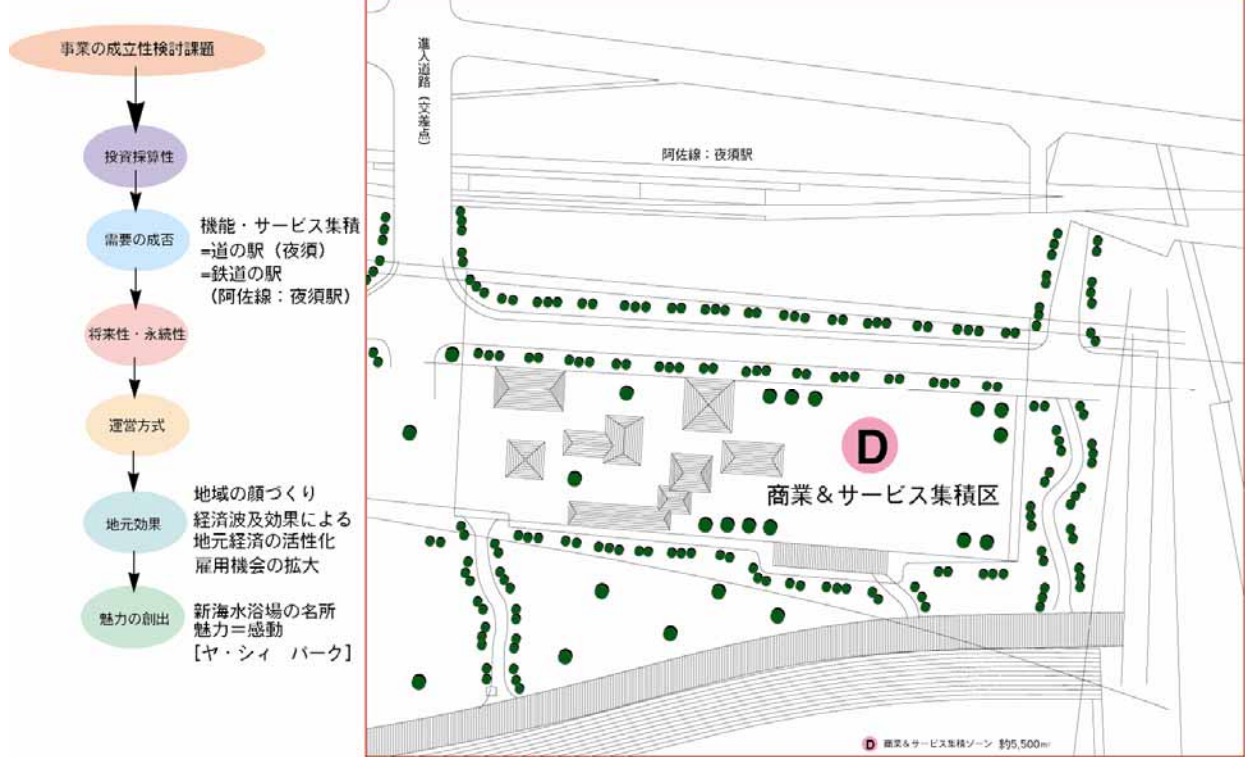 事業の成立性検討課題
投資採算性
需要の成否
機能・サービス集積
=道の駅（夜須）
=鉄道の駅
（阿佐線：夜須駅）
将来性・永続性
運営方式
地元効果
地域の顔づくり
経済波及効果による
地元経済の活性化
雇用機会の拡大
魅力の創出
新海水浴場の名所
魅力＝感動
[ヤ・シィ　パーク]
進入道路（交差点）
阿佐線：夜須駅
D
商業&サービス集積区
D 商業&サービス集積ゾーン 約5,500㎡